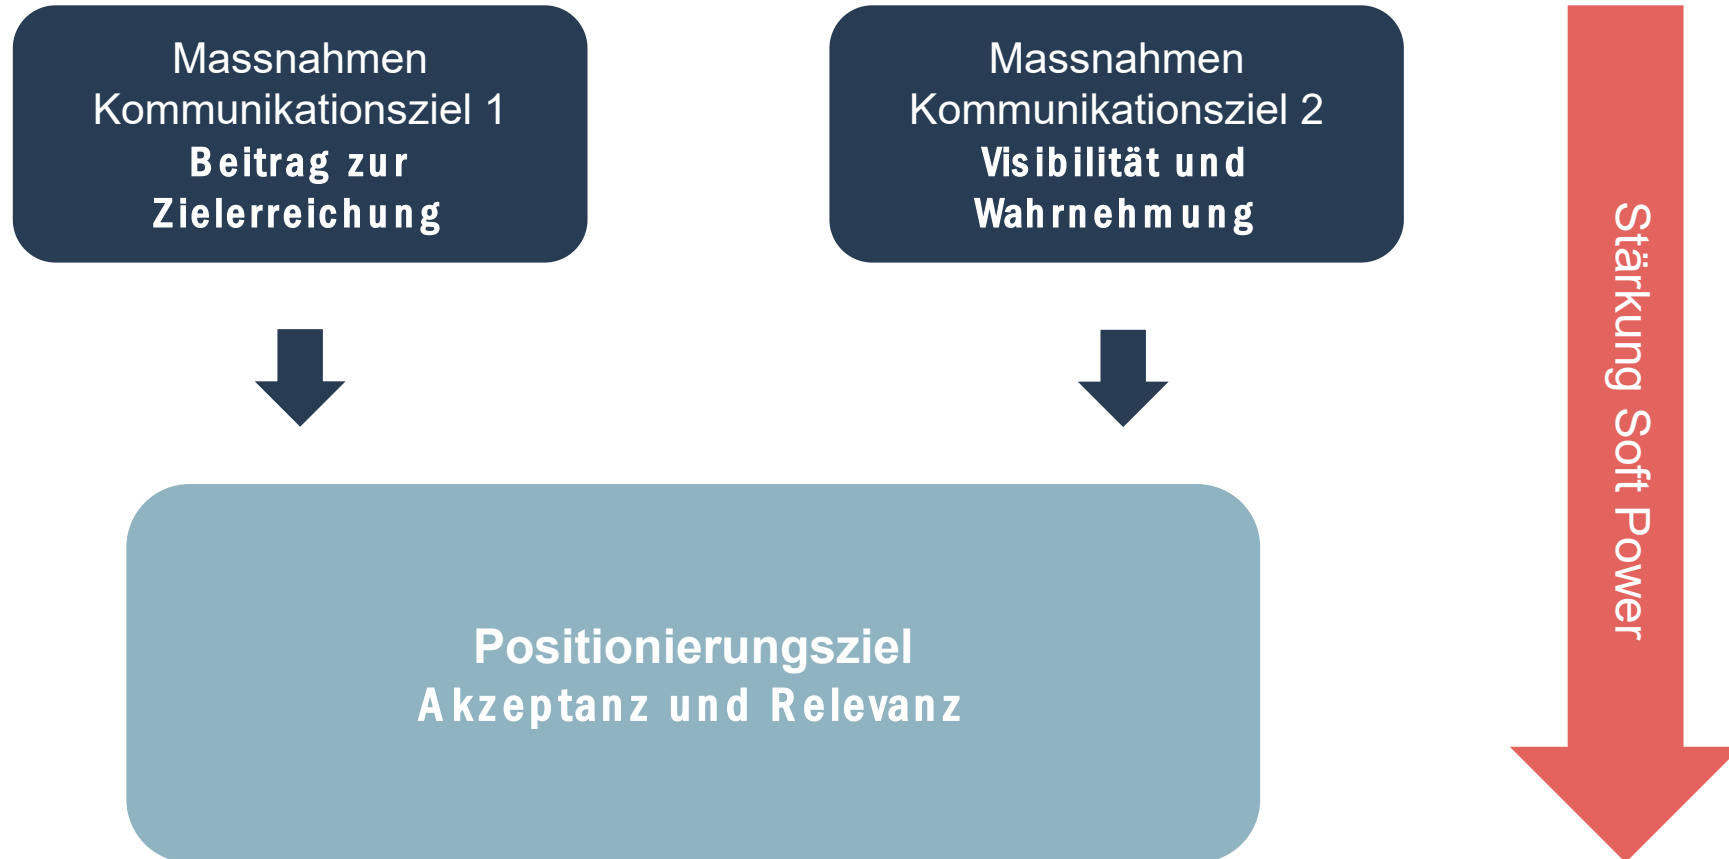 Massnahmen
Kommunikationsziel 1
Beitrag zur
Zielerreichung
Massnahmen
Kommunikationsziel 2
Visibilität und
Wahrnehmung
Positionierungsziel
Akzeptanz und Relevanz
Stärkung Soft Power